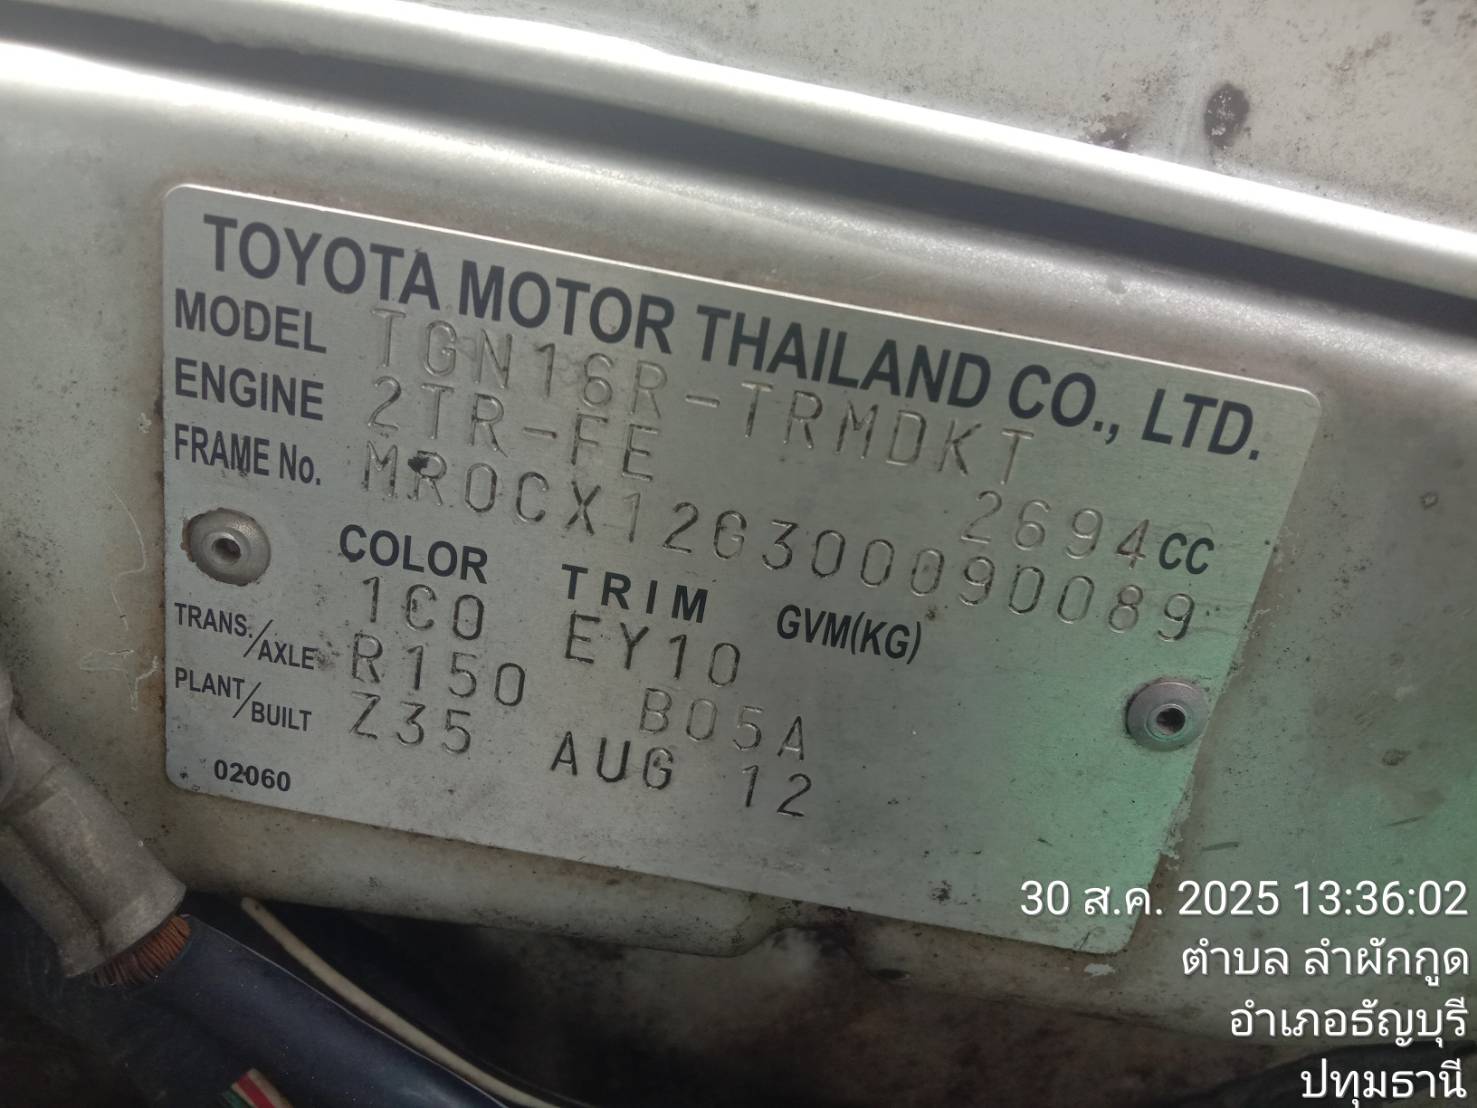 TOYOTA MOTOR THAILAND CO., LTD.
MODEL TGN16R-TRMDKT
ENGINE 2TR-FE 2694 CC
FRAME No. MR0CX12G300090089
COLOR TRIM GVM(KG)
1C0 EY10
TRANS./AXLE R150 B05A
PLANT/BUILT Z35 AUG 12
02060
30 ส.ค. 2025 13:36:02
ตำบล ลำผักกูด
อำเภอธัญบุรี
ปทุมธานี